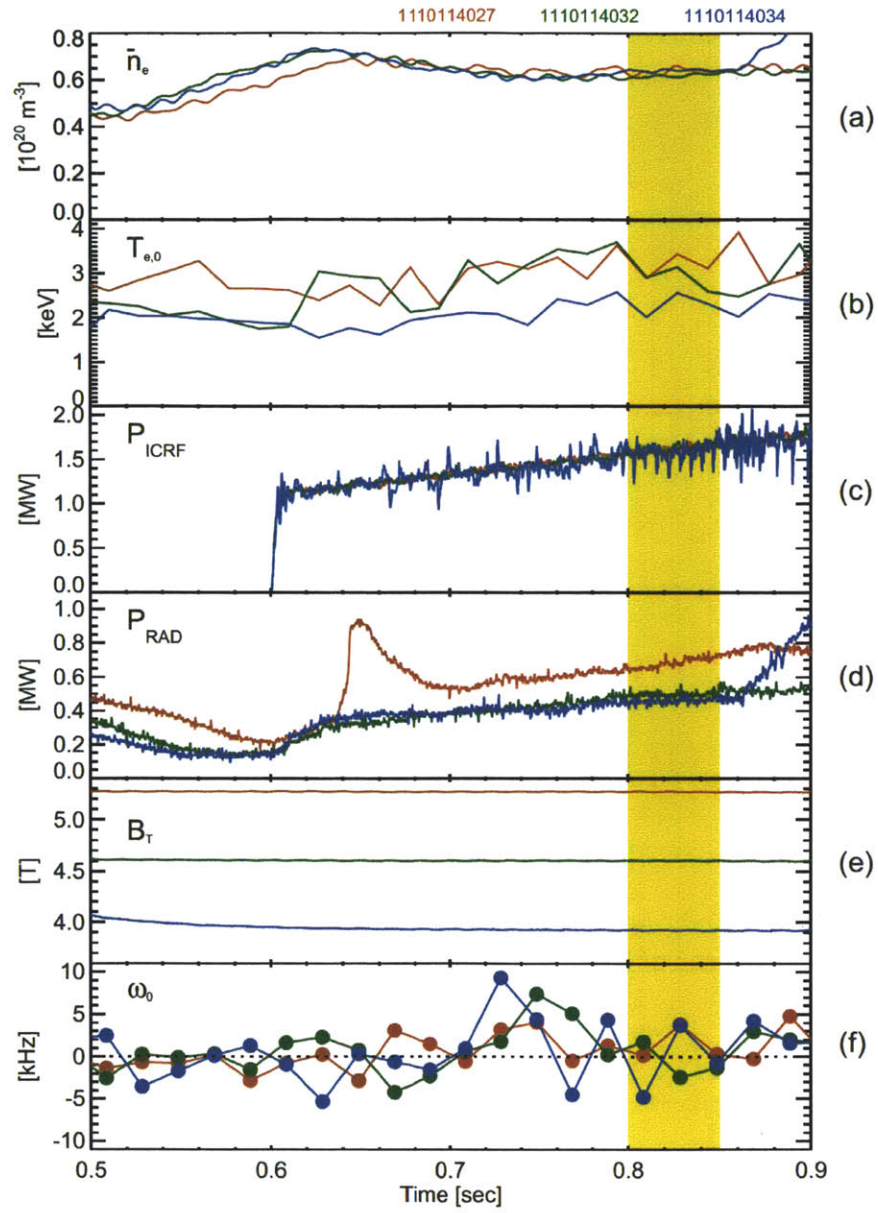 1110114027 1110114032 1110114034
0.8
0.6
0.4
0.2
0.0
n̄e
[10²⁰ m⁻³]
(a)
4
3
2
1
0
Te,0
[keV]
(b)
2.0
1.5
1.0
0.5
0.0
PICRF
[MW]
(c)
1.0
0.8
0.6
0.4
0.2
0.0
PRAD
[MW]
(d)
5.0
4.5
4.0
BT
[T]
(e)
10
5
0
-5
-10
ω0
[kHz]
(f)
0.5 0.6 0.7 0.8 0.9
Time [sec]